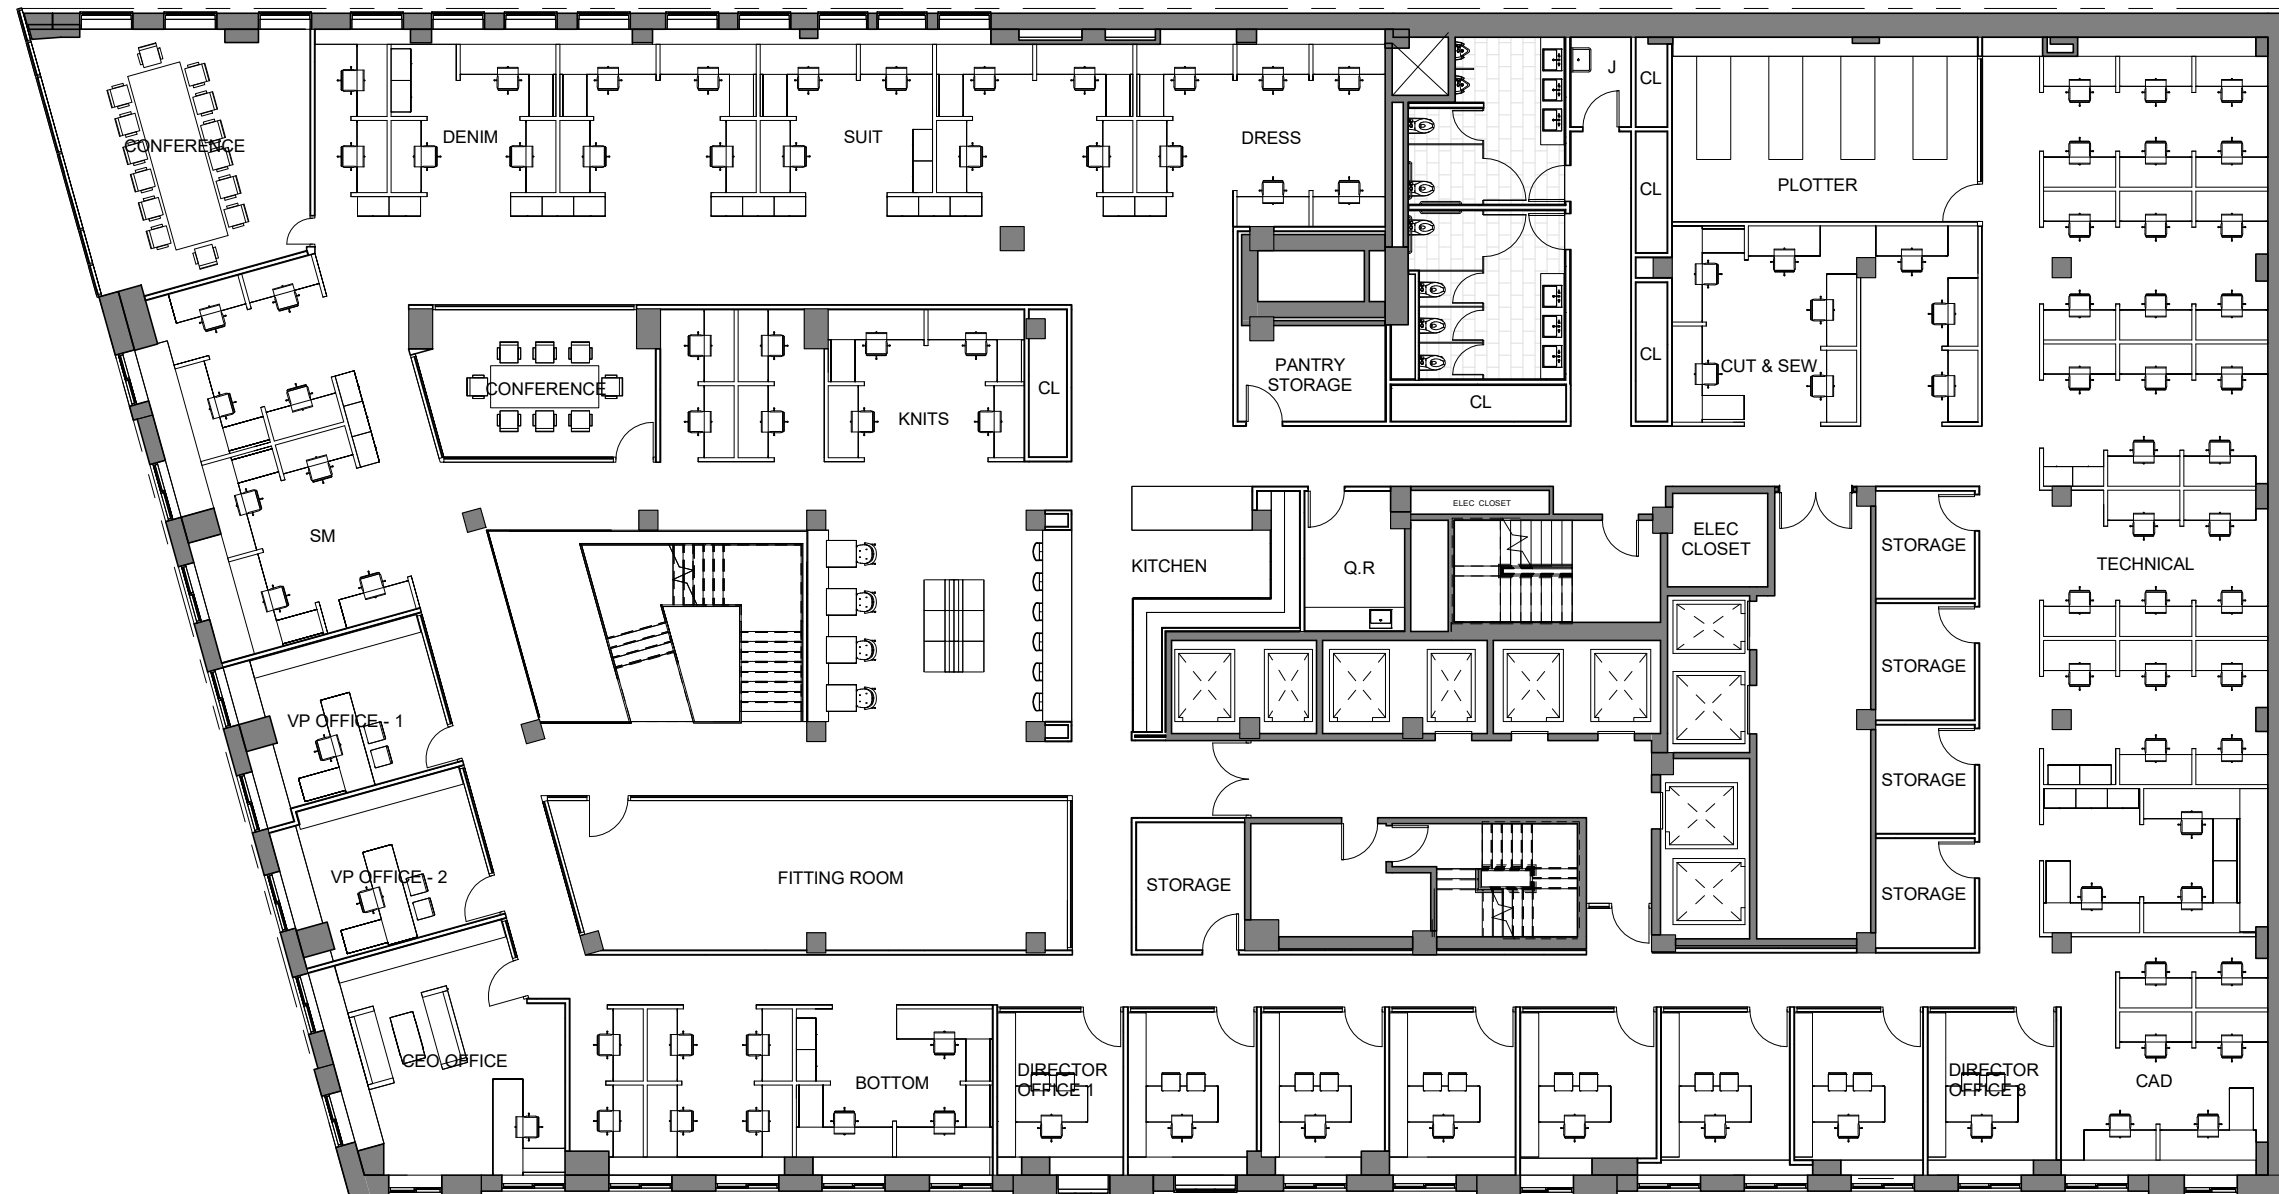 J
CL
DENIM
SUIT
DRESS
CONFERENCE
CL
PLOTTER
CL
PANTRY
STORAGE
CL
CUT & SEW
CONFERENCE
KNITS
CL
CL
ELEC CLOSET
ELEC
CLOSET
STORAGE
SM
KITCHEN
Q.R
TECHNICAL
STORAGE
VP OFFICE - 1
STORAGE
VP OFFICE - 2
FITTING ROOM
STORAGE
STORAGE
CEO OFFICE
BOTTOM
DIRECTOR
OFFICE 1
DIRECTOR
OFFICE 8
CAD